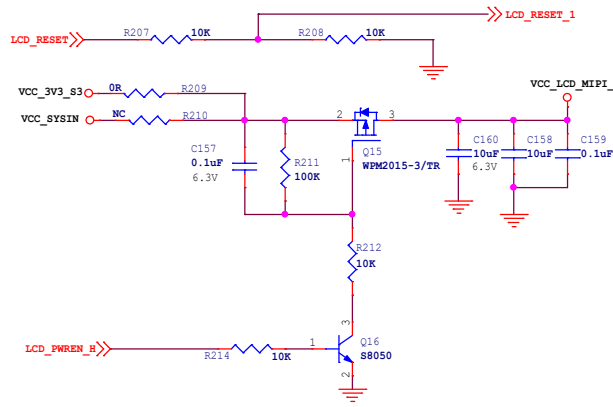 LCD_RESET_1
R207 10K R208 10K
LCD_RESET
VCC_3V3_S3 0R R209
VCC_LCD_MIPI_
VCC_SYSIN NC R210
2 3
C157 0.1uF 6.3V
R211 100K
1
Q15
WPM2015-3/TR
C160 10uF 6.3V
C158 10uF
C159 0.1uF
R212
10K
3
Q16
S8050
1
2
LCD_PWREN_H
R214 10K